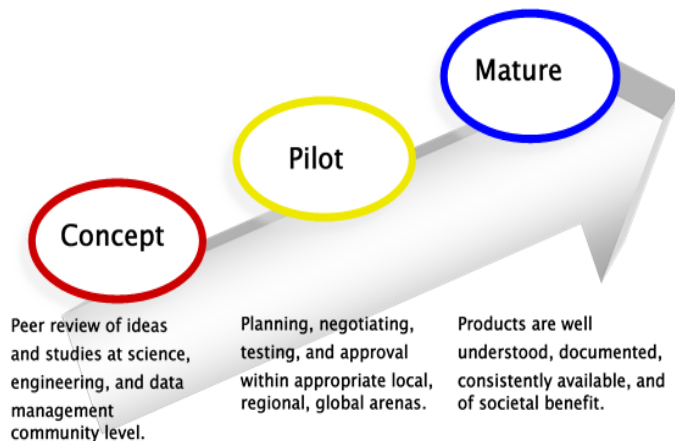 Mature
Pilot
Concept
Peer review of ideas
and studies at science,
engineering, and data
management
community level.
Planning, negotiating,
testing, and approval
within appropriate local,
regional, global arenas.
Products are well
understood, documented,
consistently available, and
of societal benefit.